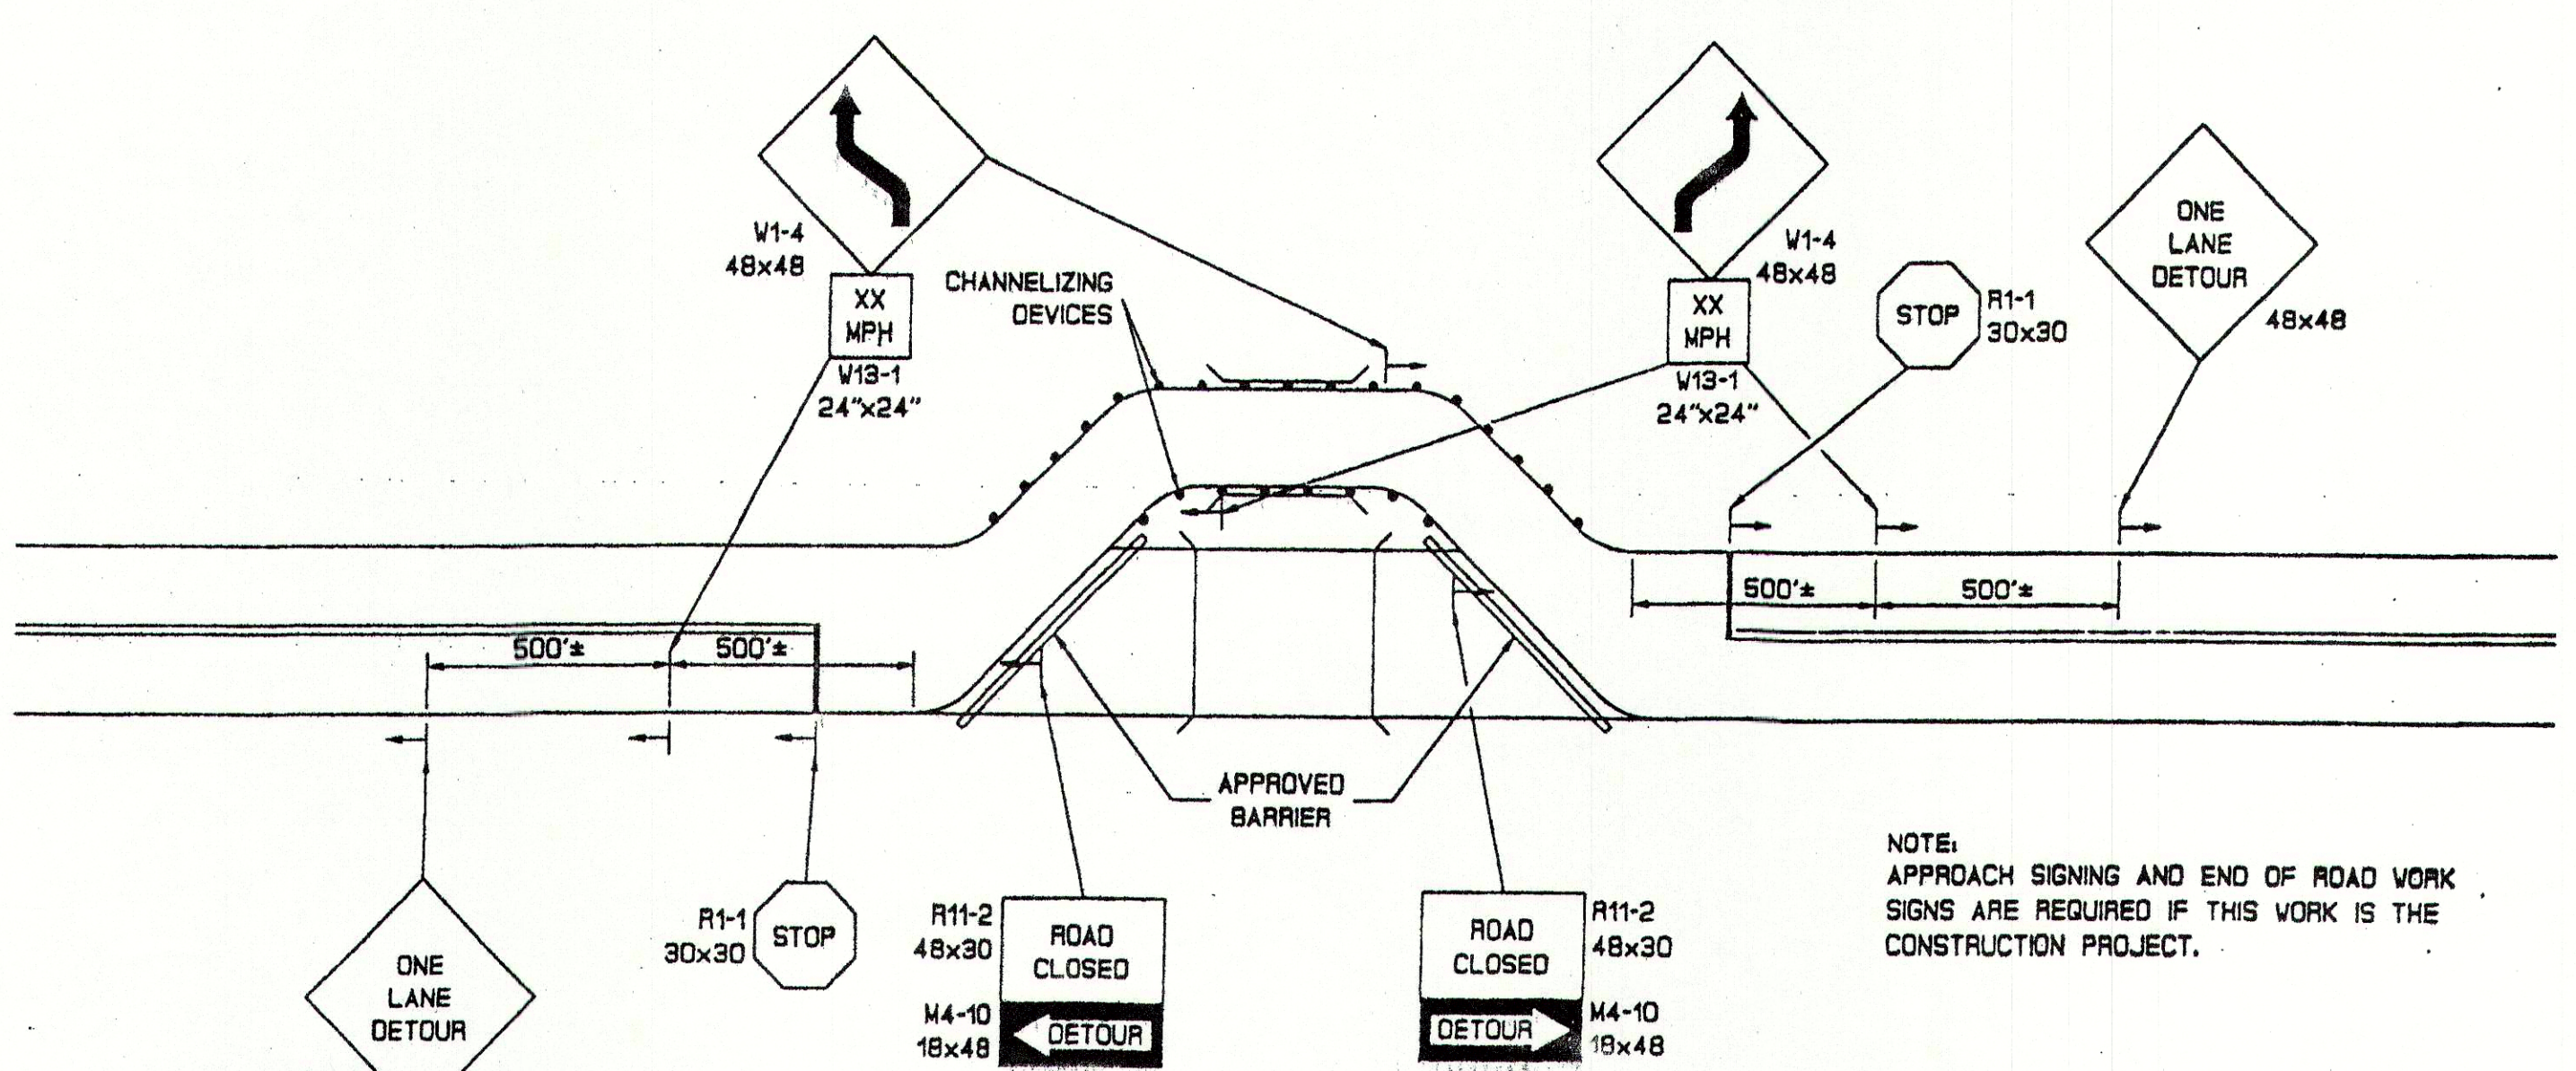 W1-4
48x48
XX
MPH
W13-1
24"x24"
CHANNELIZING
DEVICES
W1-4
48x48
XX
MPH
W13-1
24"x24"
STOP
R1-1
30x30
ONE
LANE
DETOUR
48x48
500'±
500'±
500'±
500'±
APPROVED
BARRIER
NOTE:
APPROACH SIGNING AND END OF ROAD WORK
SIGNS ARE REQUIRED IF THIS WORK IS THE
CONSTRUCTION PROJECT.
ONE
LANE
DETOUR
R1-1
30x30
STOP
R11-2
48x30
ROAD
CLOSED
M4-10
18x48
DETOUR
ROAD
CLOSED
R11-2
48x30
DETOUR
M4-10
18x48